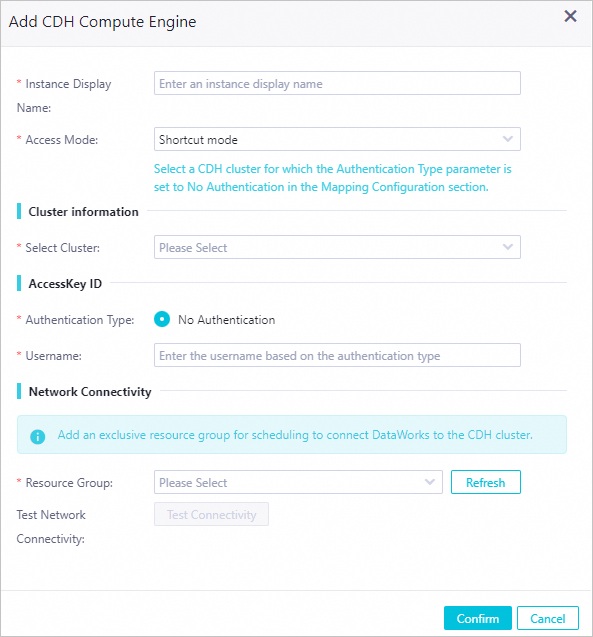 Add CDH Compute Engine
* Instance Display
Name:
Enter an instance display name
* Access Mode:
Shortcut mode
Select a CDH cluster for which the Authentication Type parameter is
set to No Authentication in the Mapping Configuration section.
Cluster information
* Select Cluster:
Please Select
AccessKey ID
* Authentication Type:
No Authentication
* Username:
Enter the username based on the authentication type
Network Connectivity
Add an exclusive resource group for scheduling to connect DataWorks to the CDH cluster.
* Resource Group:
Please Select
Refresh
Test Network
Connectivity:
Test Connectivity
Confirm
Cancel